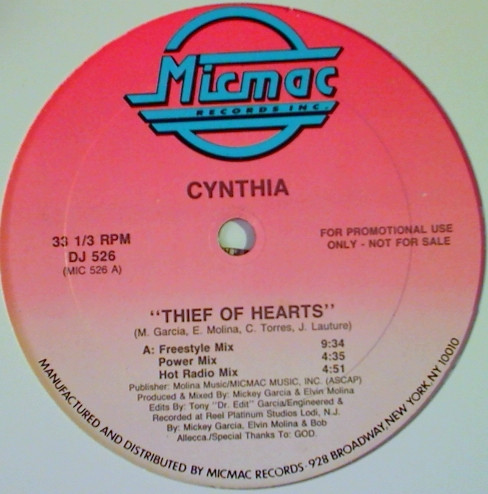 Micmac
RECORDS INC.
CYNTHIA
33 1/3 RPM
DJ 526
(MIC 526 A)
FOR PROMOTIONAL USE
ONLY - NOT FOR SALE
"THIEF OF HEARTS"
(M. Garcia, E. Molina, C. Torres, J. Lauture)
A: Freestyle Mix 9:34
Power Mix 4:35
Hot Radio Mix 4:51
Publisher: Molina Music/MICMAC MUSIC, INC. (ASCAP)
Produced & Mixed By: Mickey Garcia & Elvin Molina
Edits By: Tony "Dr. Edit" Garcia/Engineered &
Recorded at Reel Platinum Studios Lodi, N.J.
By: Mickey Garcia, Elvin Molina & Bob
Allecca./Special Thanks To: GOD.
MANUFACTURED AND DISTRIBUTED BY MICMAC RECORDS · 928 BROADWAY, NEW YORK, NY 10010